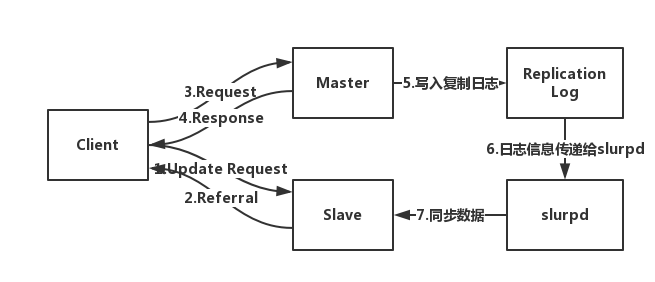 Master
Replication
Log
Client
Slave
slurpd
3.Request
4.Response
5.写入复制日志
6.日志信息传递给slurpd
1.Update Request
2.Referral
7.同步数据